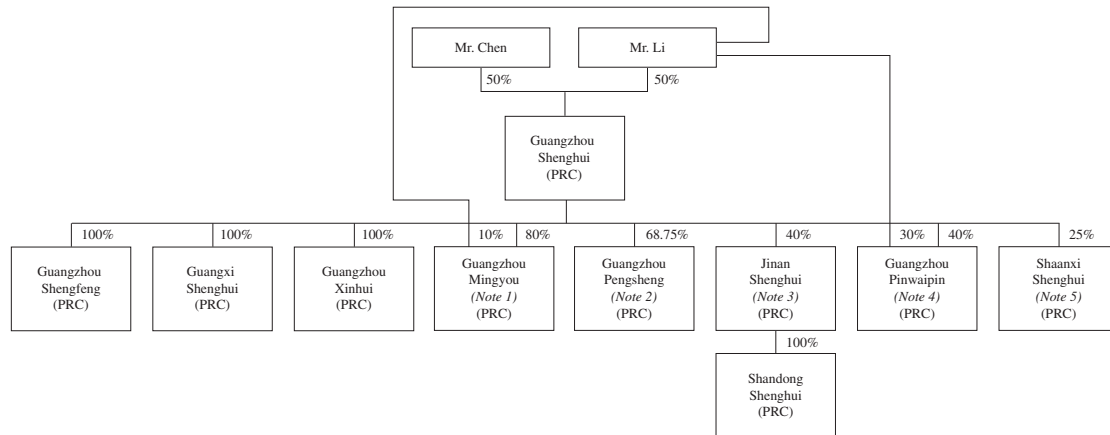 Mr. Chen
Mr. Li
50%
50%
Guangzhou
Shenghui
(PRC)
100%
100%
100%
10%
80%
68.75%
40%
30%
40%
25%
Guangzhou
Shengfeng
(PRC)
Guangxi
Shenghui
(PRC)
Guangzhou
Xinhui
(PRC)
Guangzhou
Mingyou
(Note 1)
(PRC)
Guangzhou
Pengsheng
(Note 2)
(PRC)
Jinan
Shenghui
(Note 3)
(PRC)
Guangzhou
Pinwaipin
(Note 4)
(PRC)
Shaanxi
Shenghui
(Note 5)
(PRC)
100%
Shandong
Shenghui
(PRC)